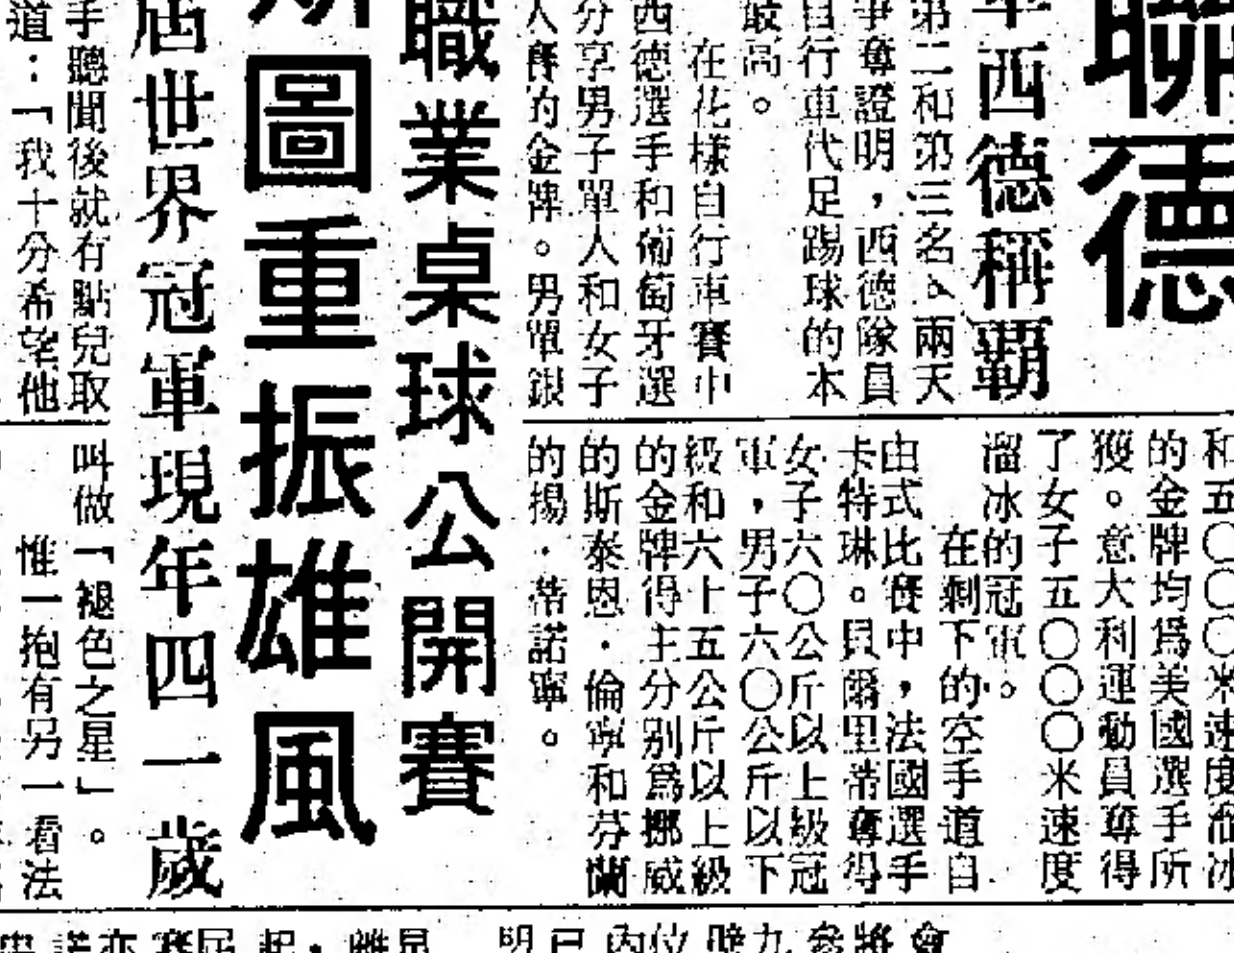 聯德
率西德稱霸
第二和第三名。兩天
爭奪證明，西德隊員
自行車代足踢球的本
最高。
在花樣自行車賽中
西德選手和葡萄牙選
分享男子單人和女子
人賽的金牌。男單銀
和五〇〇〇米速度
的金牌均爲美國選手所
獲。意大利運動員奪得
了女子五〇〇〇米速度
溜冰的冠軍。
在剩下的空手道自
由式比賽中，法國選手
卡特琳。貝爾里蒂奪得
女子六〇公斤以上級冠
軍，男子六〇公斤以下
級和六十五公斤以上級
的金牌得主分別爲挪威
的斯泰恩．倫寧和芬蘭
的揚．蒂諾寧。
職業桌球公開賽
圖重振雄風
屆世界冠軍現年四一歲
手聽聞後就有點兒取
道：「我十分希望他
叫做「褪色之星」。
惟一抱有另一看法